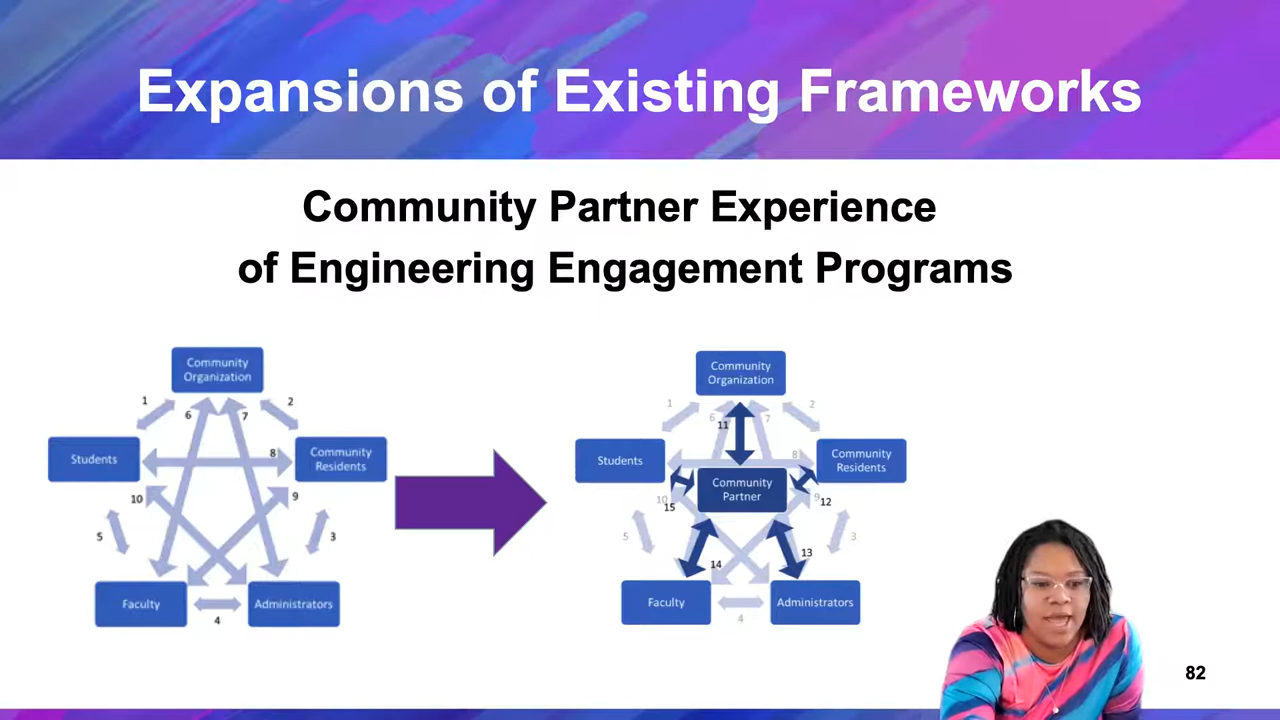 Expansions of Existing Frameworks
Community Partner Experience
of Engineering Engagement Programs
Community
Organization
1
2
6
7
Students
8
Community
Residents
10
9
5
3
Faculty
4
Administrators
Community
Organization
1
2
6
7
11
Students
8
Community
Residents
Community
Partner
10
15
9
12
5
3
14
13
Faculty
4
Administrators
82